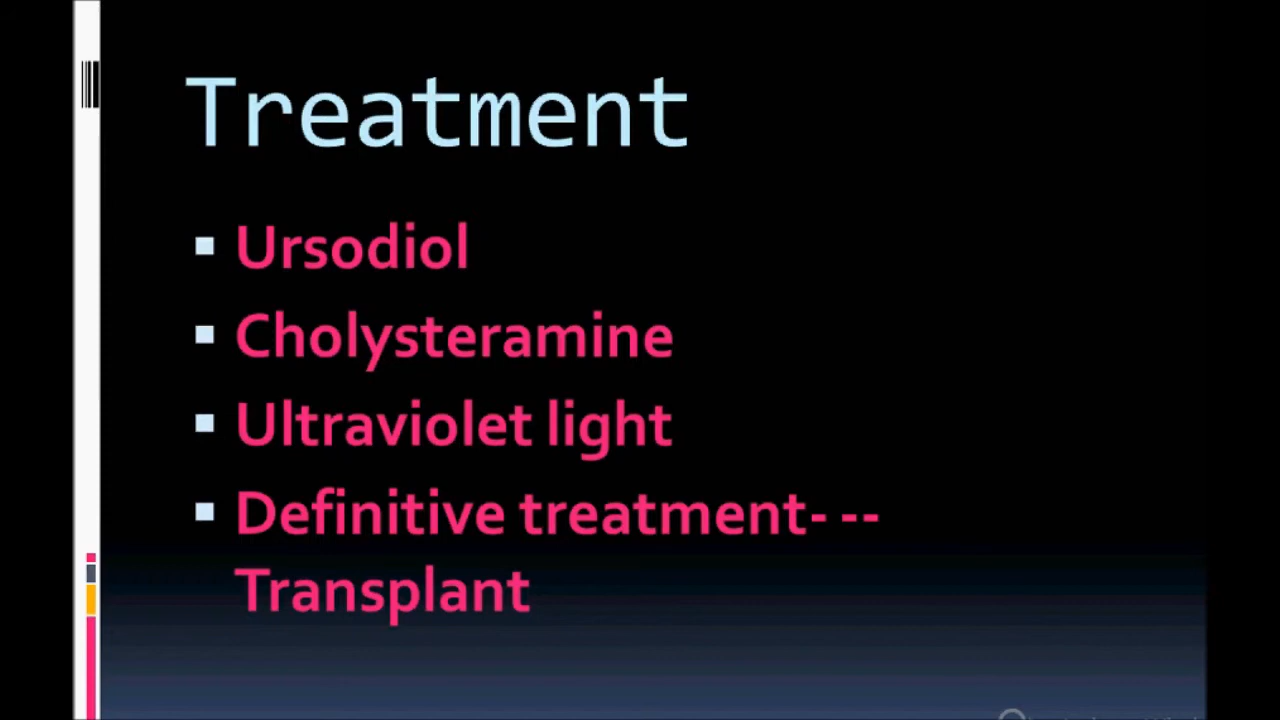 Treatment
Ursodiol
Cholysteramine
Ultraviolet light
Definitive treatment- --
Transplant